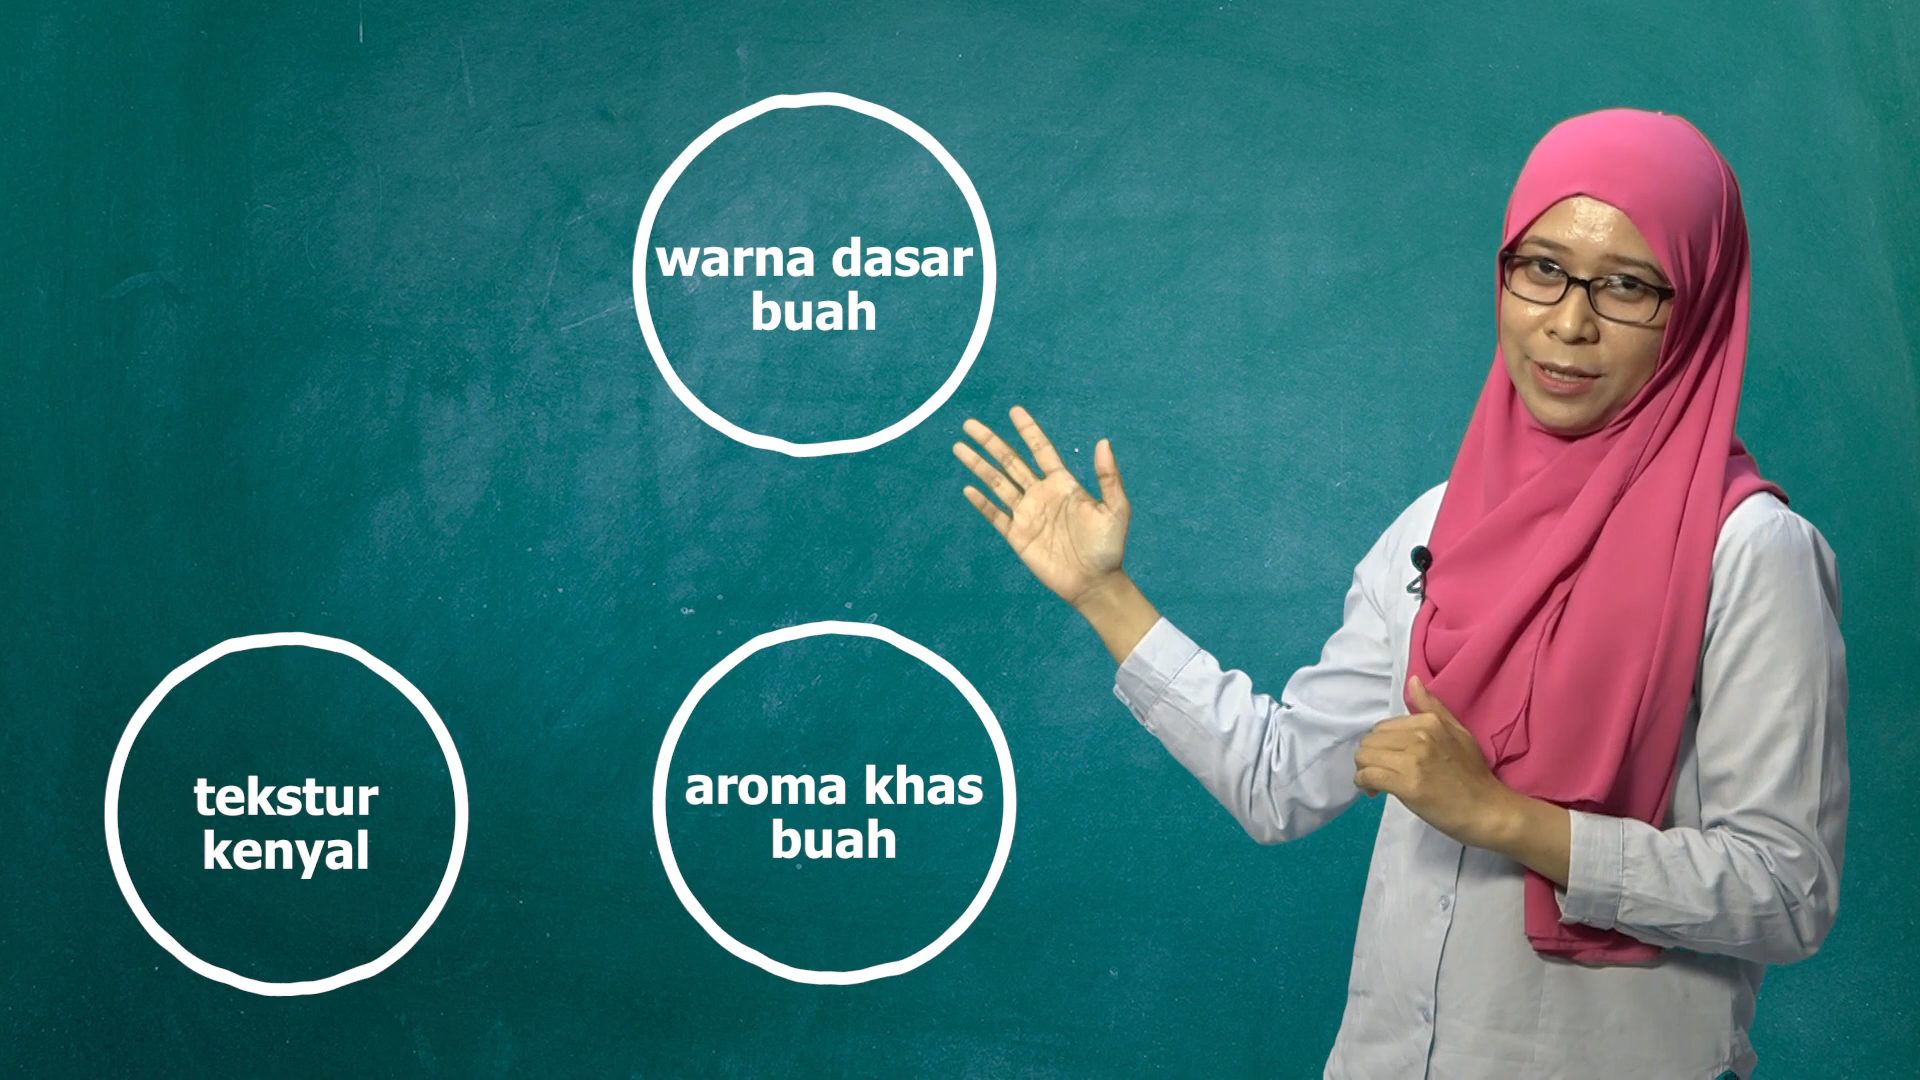 warna dasar
buah
tekstur
kenyal
aroma khas
buah